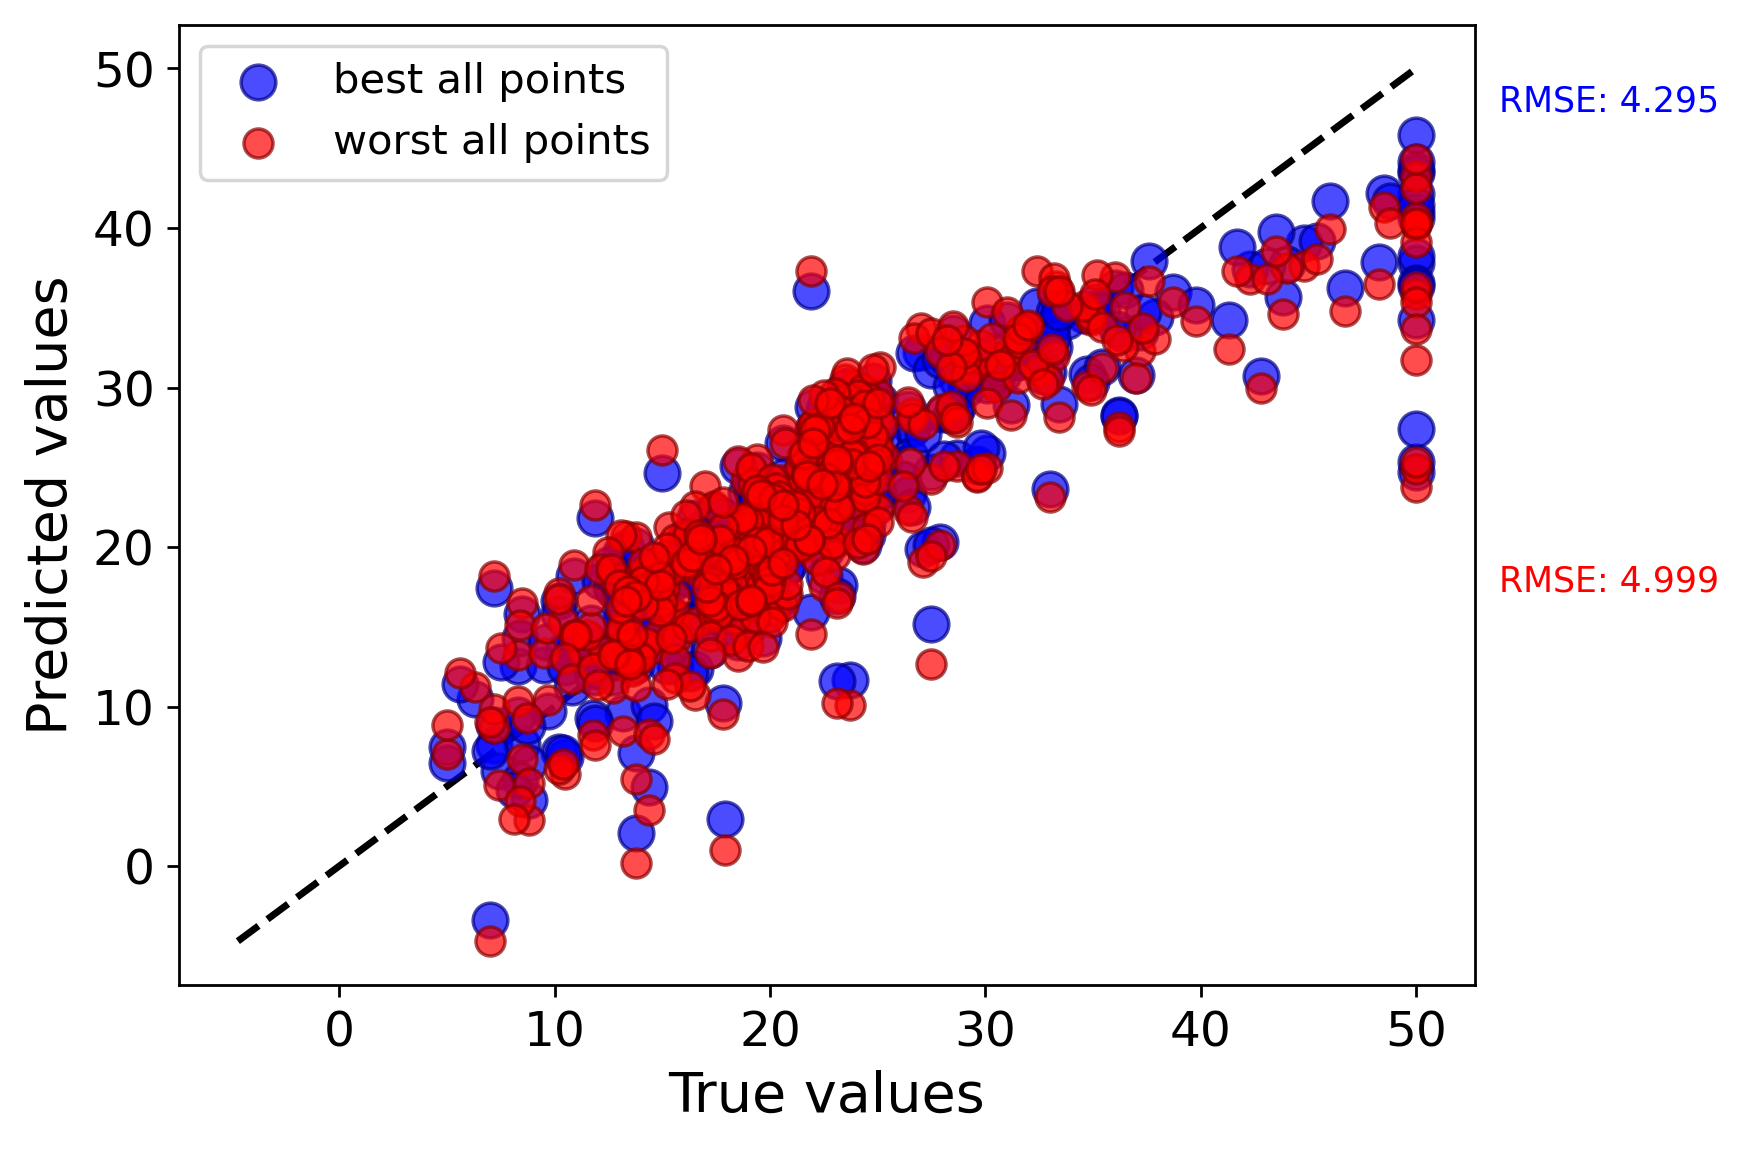 best all points
worst all points
RMSE: 4.295
RMSE: 4.999
Predicted values
50
40
30
20
10
0
0 10 20 30 40 50
True values